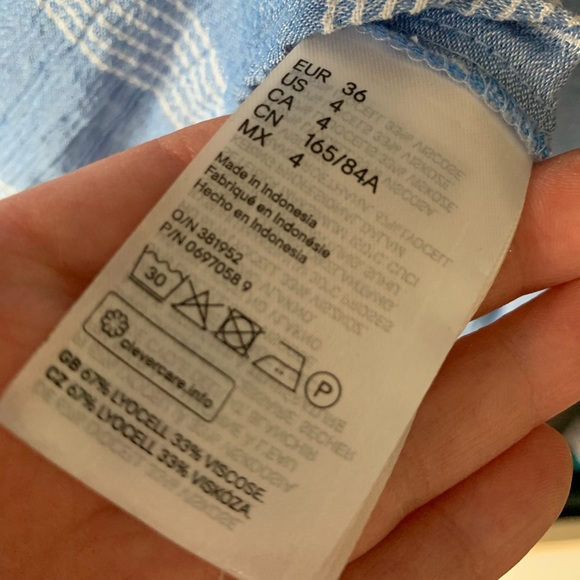 EUR 36
US 4
CA 4
CN 165/84A
MX 4
Made in Indonesia
Fabriqué en Indonésie
Hecho en Indonesia
O/N 381952
P/N 0697058 9
30
P
clevercare.info
GB 67% LYOCELL 33% VISCOSE.
CZ 67% LYOCELL 33% VISKÓZA.